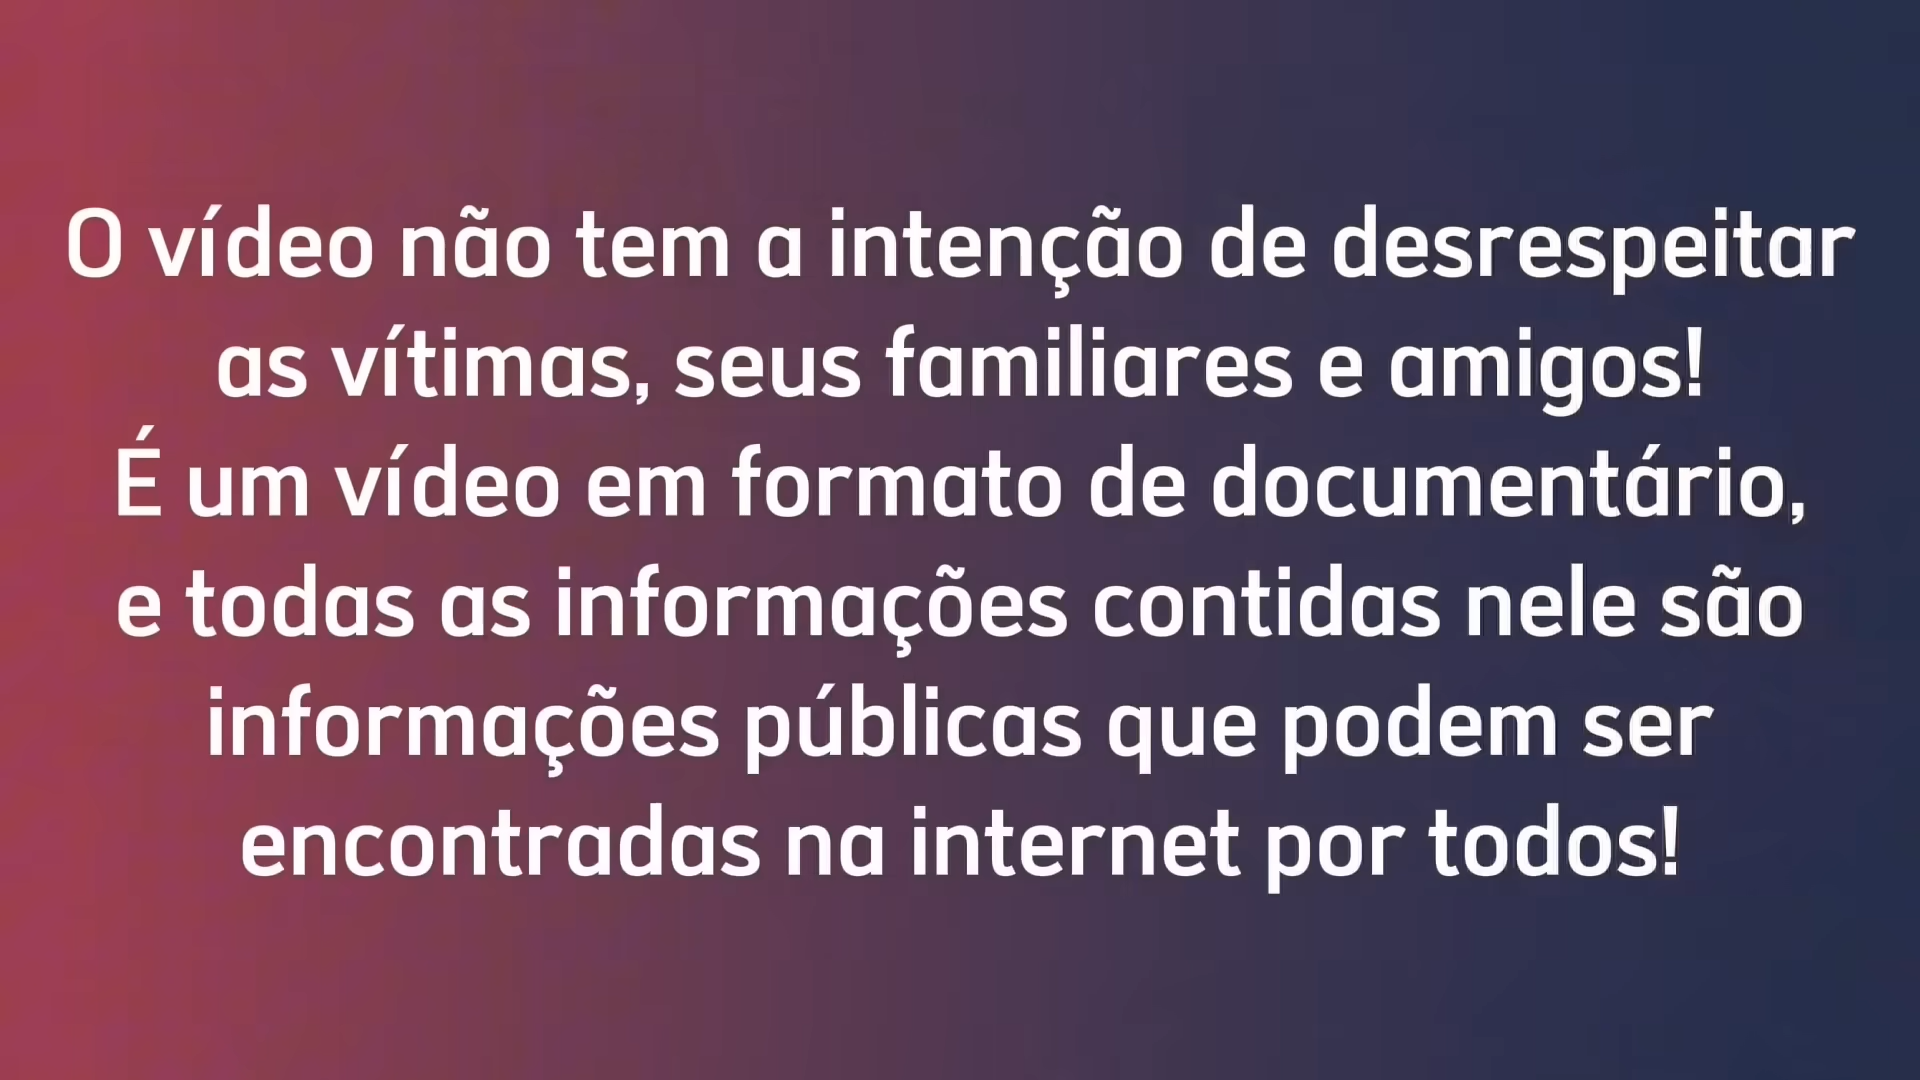 O vídeo não tem a intenção de desrespeitar
as vítimas, seus familiares e amigos!
É um vídeo em formato de documentário,
e todas as informações contidas nele são
informações públicas que podem ser
encontradas na internet por todos!